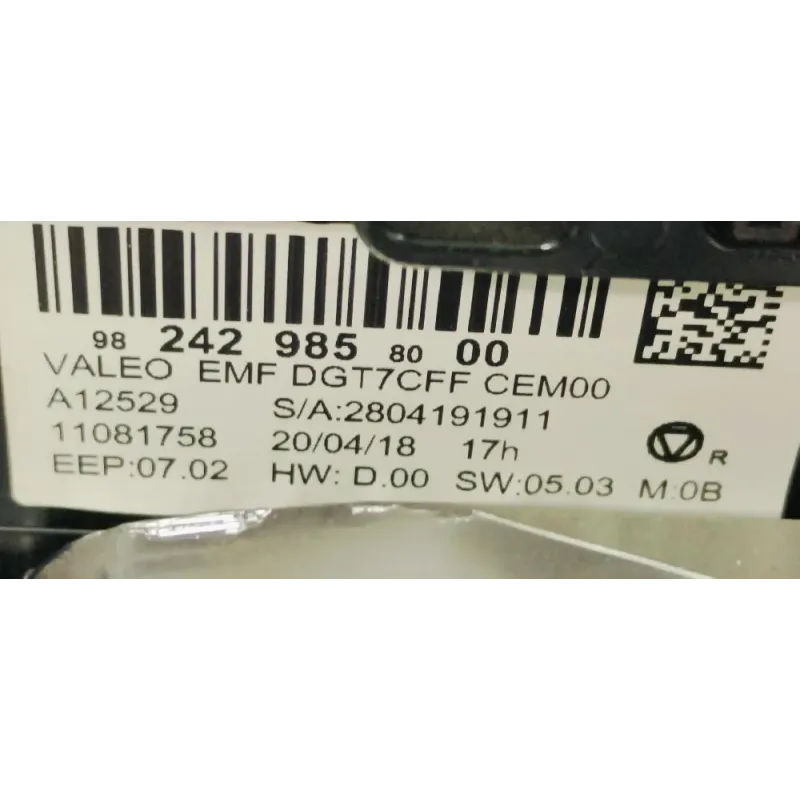 98 242 985 80 00
VALEO EMF DGT7CFF CEM00
A12529 S/A:2804191911
11081758 20/04/18 17h R
EEP:07.02 HW: D.00 SW:05.03 M:0B